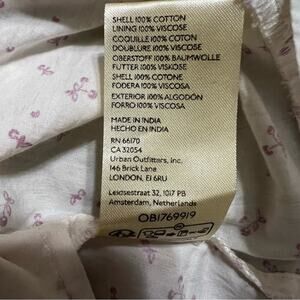 SHELL 100% COTTON
LINING 100% VISCOSE
COQUILLE 100% COTON
DOUBLURE 100% VISCOSE
OBERSTOFF 100% BAUMWOLLE
FUTTER 100% VISKOSE
SHELL 100% COTONE
FODERA 100% VISCOSA
EXTERIOR 100% ALGODÓN
FORRO 100% VISCOSA
MADE IN INDIA
HECHO EN INDIA
RN 66170
CA 32054
Urban Outfitters, Inc.
146 Brick Lana
LONDON, E1 6RU
Leidsestraat 32, 1017 PB
Amsterdam, Netherlands
OB1769919